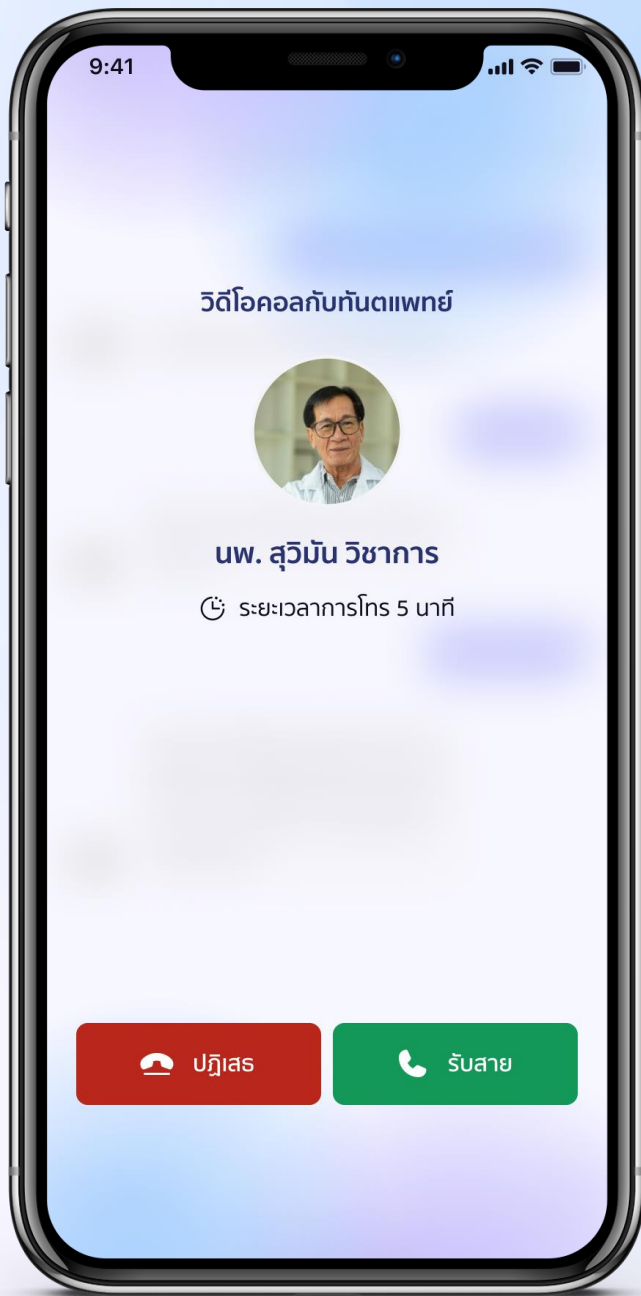 9:41
วิดีโอคอลกับทันตแพทย์
นพ. สุวิมัน วิชาการ
ระยะเวลาการโทร 5 นาที
ปฏิเสธ
รับสาย